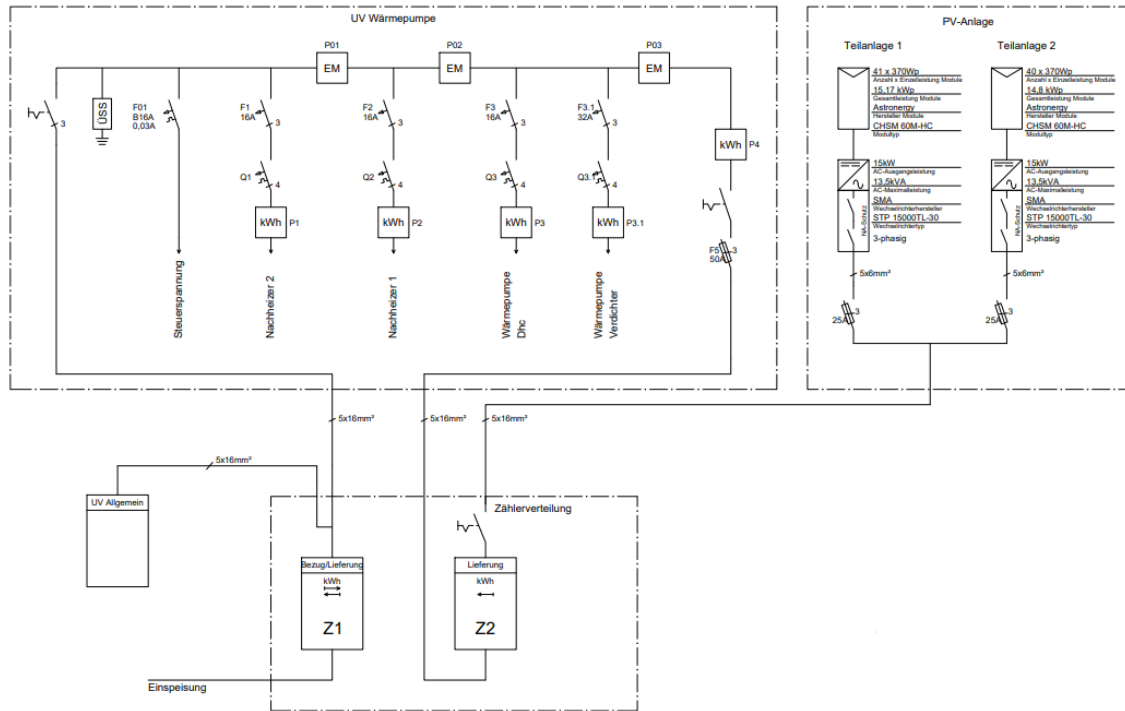 UV Wärmepumpe
P01
EM
P02
EM
P03
EM
3
ÜSS
F01
B16A
0,03A
F1
16A
3
F2
16A
3
F3
16A
3
F3.1
32A
3
kWh
P4
Q1
4
Q2
4
Q3
4
Q3.1
4
kWh
P1
kWh
P2
kWh
P3
kWh
P3.1
F5
50A
3
Steuerspannung
Nachheizer 2
Nachheizer 1
Wärmepumpe
Dhc
Wärmepumpe
Verdichter
3
PV-Anlage
Teilanlage 1
41 x 370Wp
Anzahl x Einzelleistung Module
15,17 kWp
Gesamtleistung Module
Astronergy
Hersteller Module
CHSM 60M-HC
Modultyp
15kW
AC-Ausgangsleistung
13,5kVA
AC-Maximalleistung
SMA
Wechselrichterhersteller
STP 15000TL-30
Wechselrichtertyp
3-phasig
NA-Schutz
5x6mm²
3
25A
Teilanlage 2
40 x 370Wp
Anzahl x Einzelleistung Module
14,8 kWp
Gesamtleistung Module
Astronergy
Hersteller Module
CHSM 60M-HC
Modultyp
15kW
AC-Ausgangsleistung
13,5kVA
AC-Maximalleistung
SMA
Wechselrichterhersteller
STP 15000TL-30
Wechselrichtertyp
3-phasig
NA-Schutz
5x6mm²
3
25A
5x16mm²
5x16mm²
5x16mm²
5x16mm²
UV Allgemein
Zählerverteilung
Bezug/Lieferung
kWh
Z1
Lieferung
kWh
Z2
Einspeisung